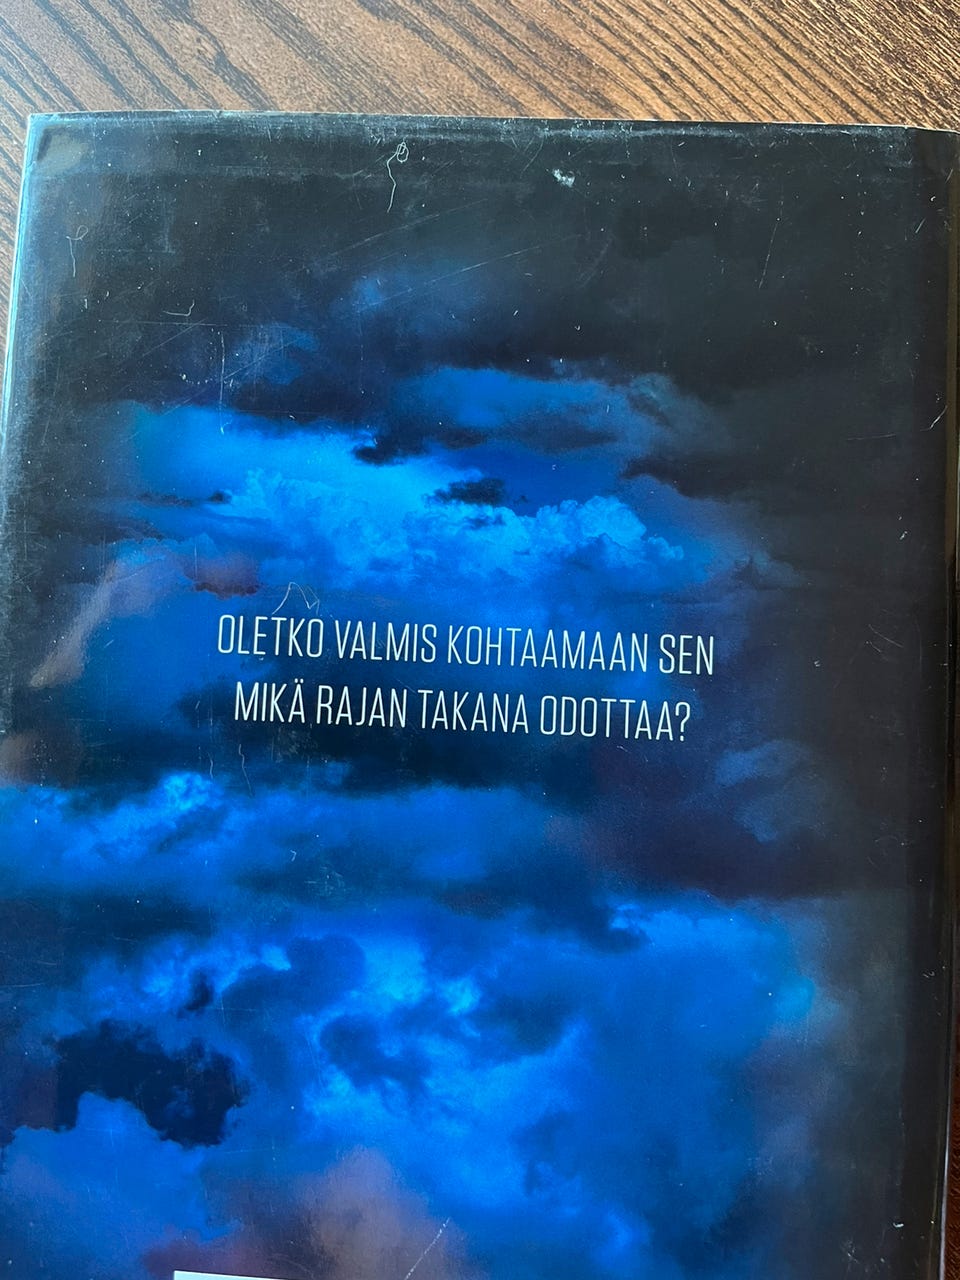 OLETKO VALMIS KOHTAAMAAN SEN
MIKÄ RAJAN TAKANA ODOTTAA?